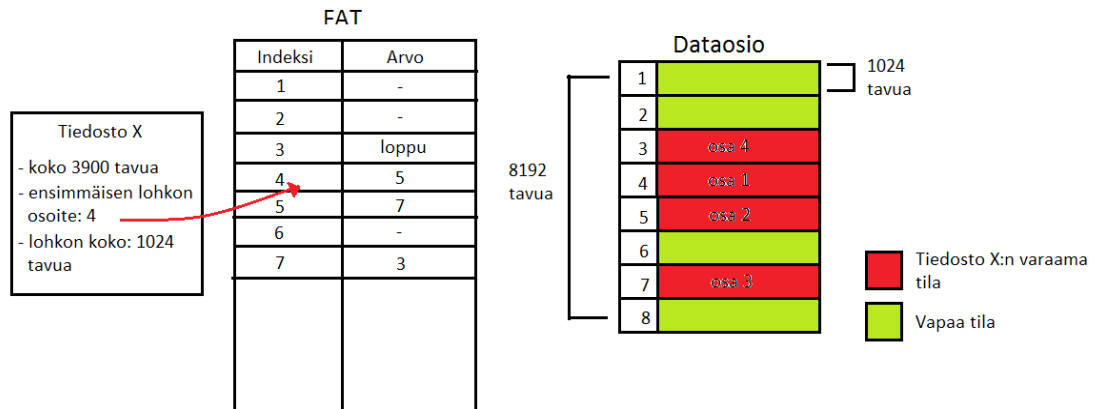 FAT
Indeksi Arvo
1 -
2 -
3 loppu
4 5
5 7
6 -
7 3
Tiedosto X
- koko 3900 tavua
- ensimmäisen lohkon
osoite: 4
- lohkon koko: 1024
tavua
Dataosio
1
2
3 osa 4
4 osa 1
5 osa 2
6
7 osa 3
8
8192
tavua
1024
tavua
Tiedosto X:n varaama
tila
Vapaa tila